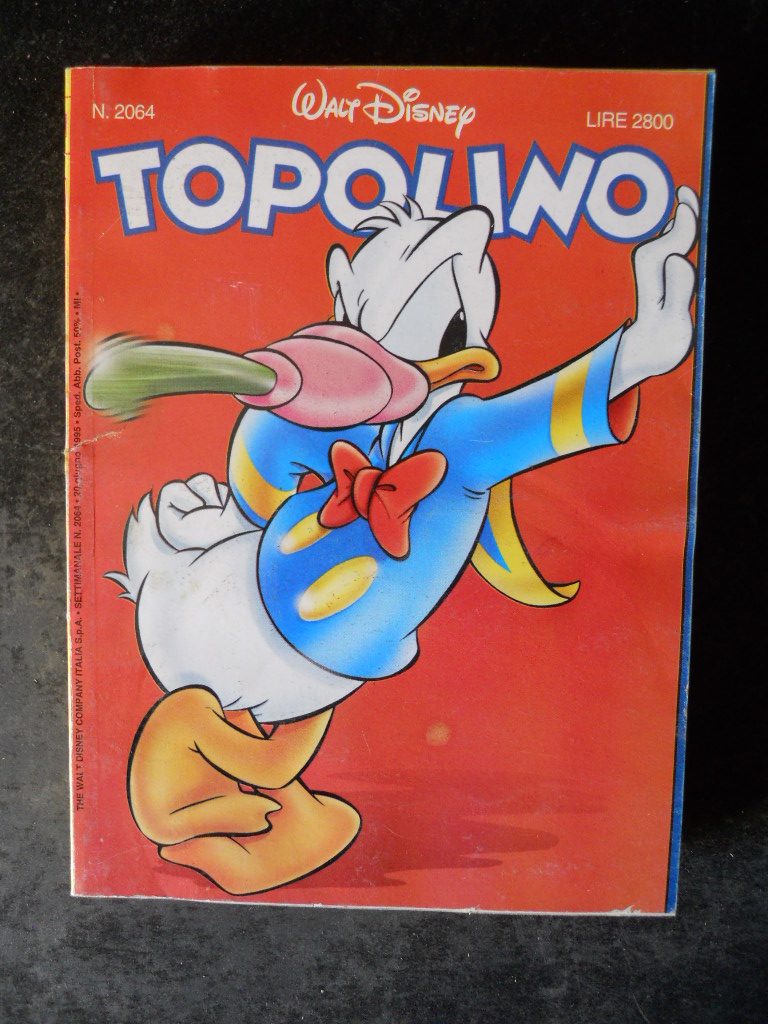 N. 2064
WALT DISNEY
LIRE 2800
TOPOLINO
THE WALT DISNEY COMPANY ITALIA S.p.A. • SETTIMANALE N. 2064 • 20 giugno 1995 • Sped. Abb. Post. 50% • MI •